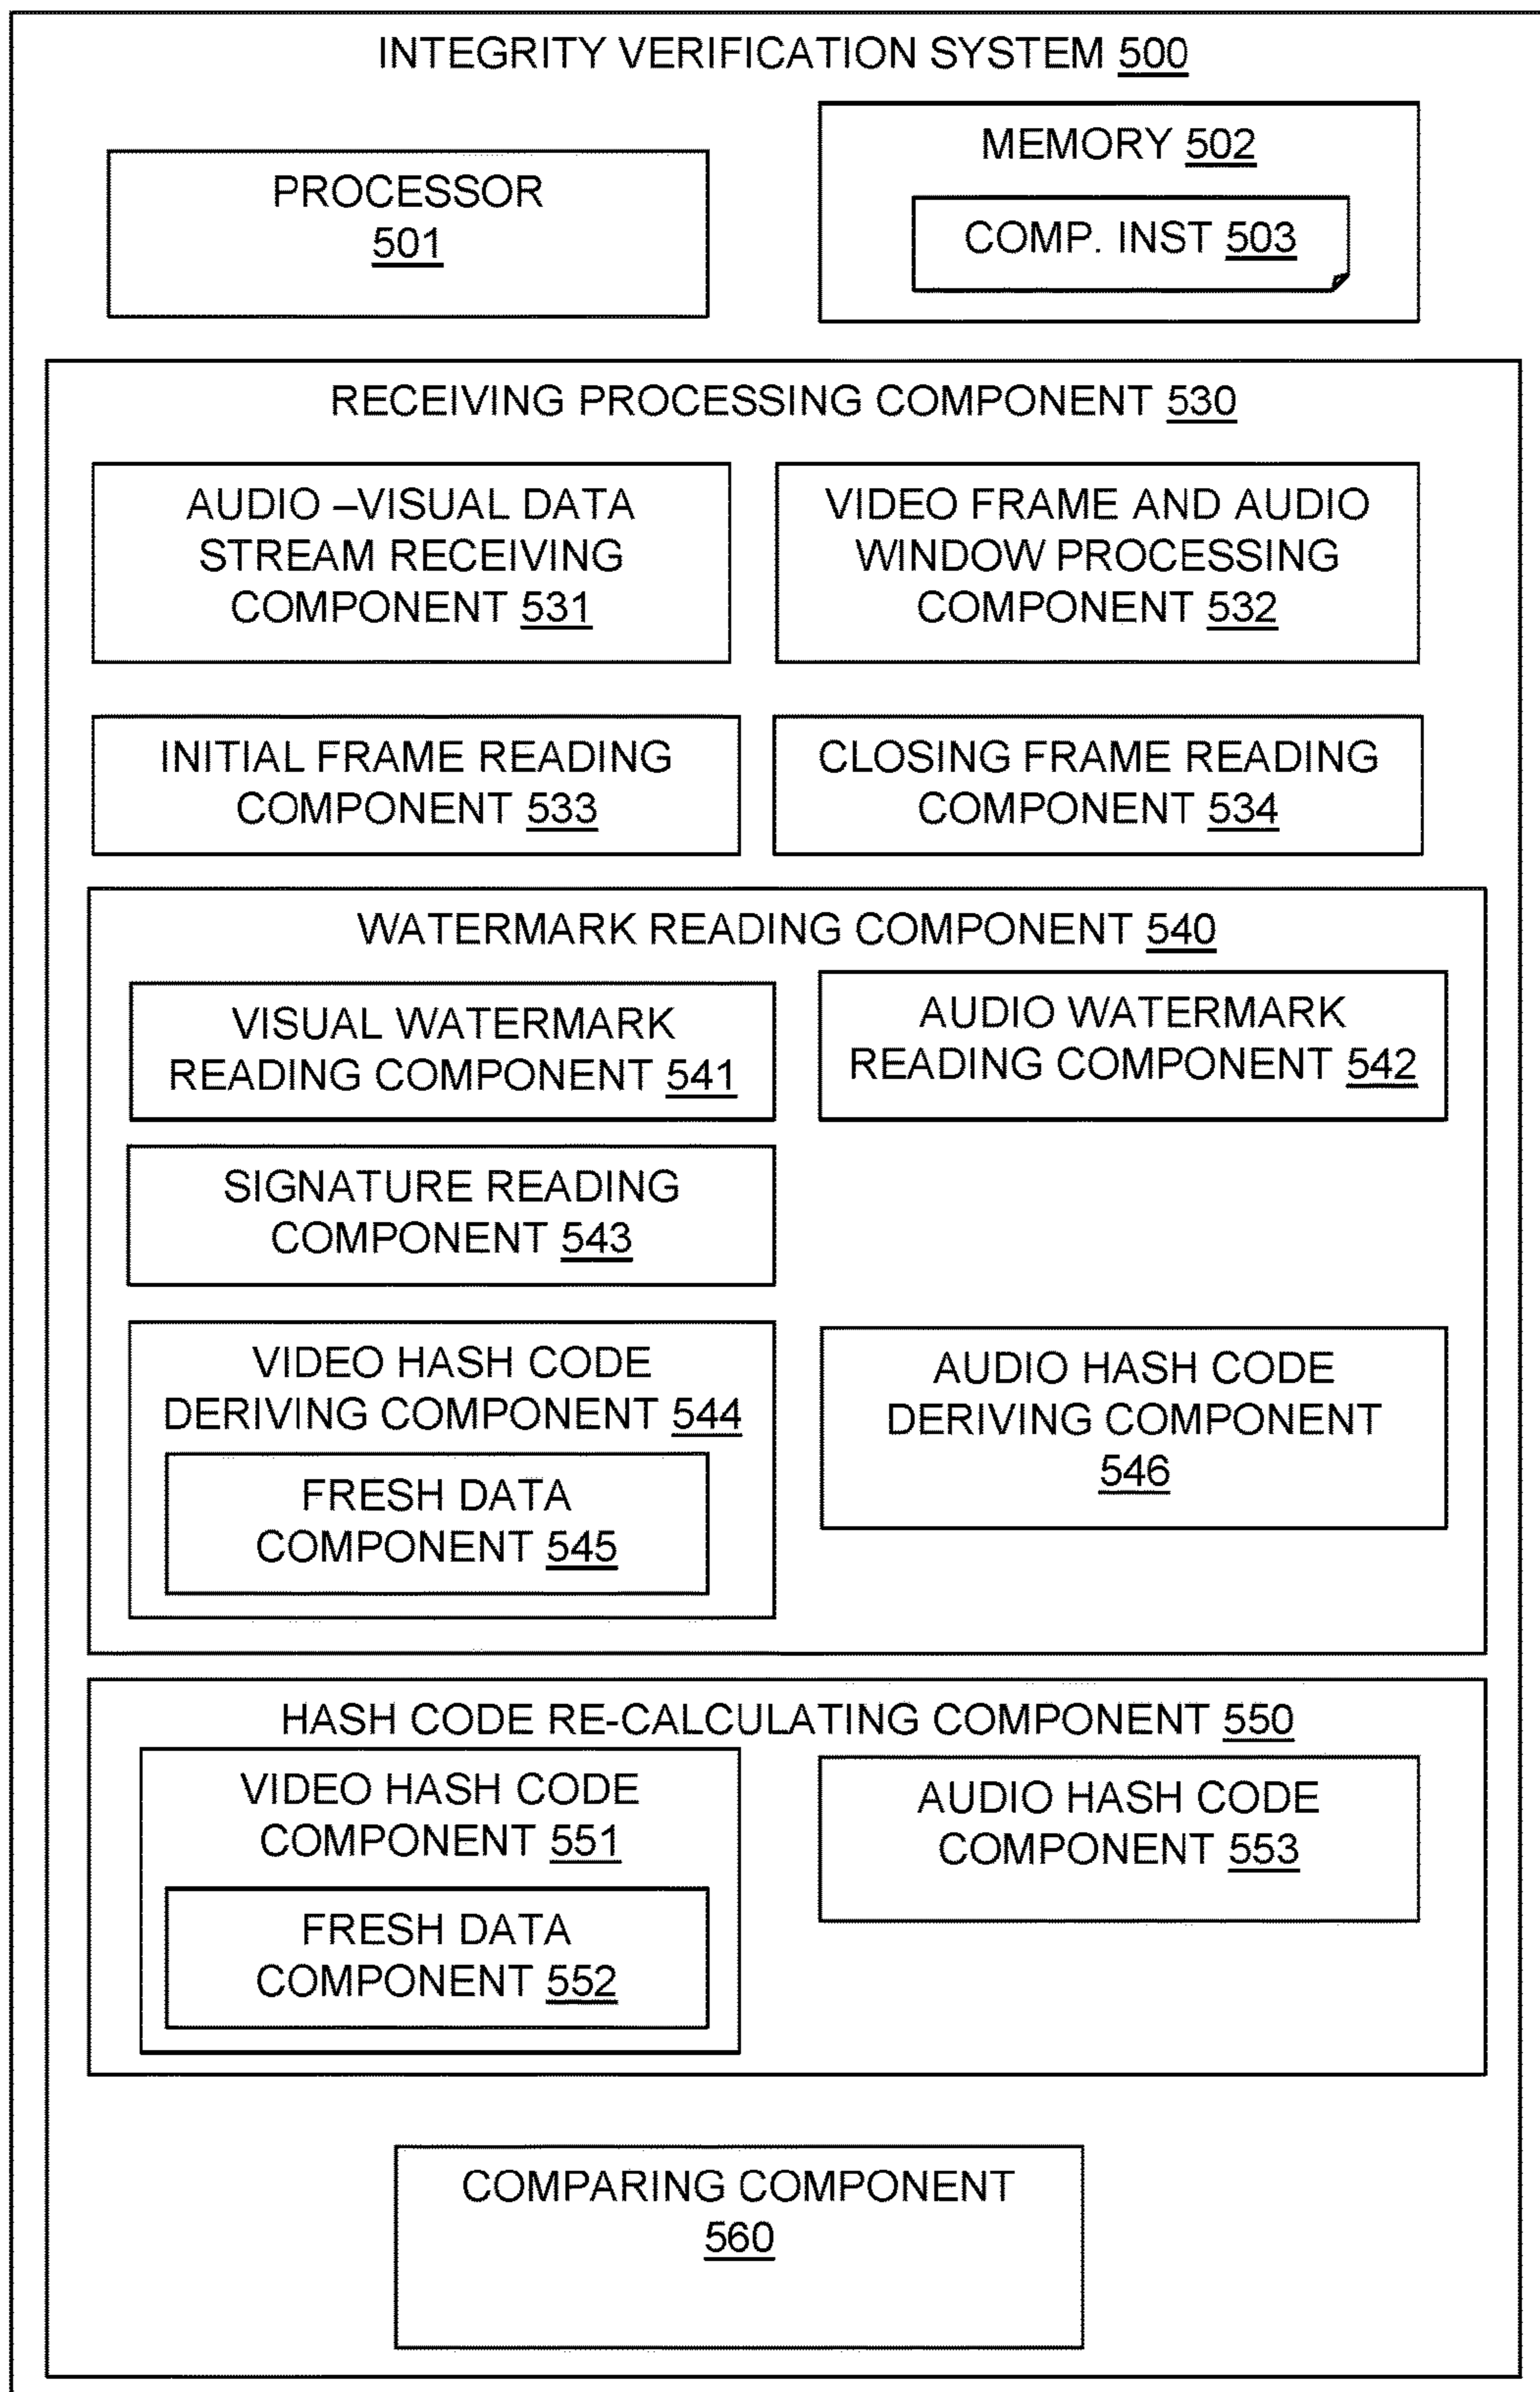 INTEGRITY VERIFICATION SYSTEM 500
PROCESSOR
501
MEMORY 502
COMP. INST 503
RECEIVING PROCESSING COMPONENT 530
AUDIO –VISUAL DATA
STREAM RECEIVING
COMPONENT 531
VIDEO FRAME AND AUDIO
WINDOW PROCESSING
COMPONENT 532
INITIAL FRAME READING
COMPONENT 533
CLOSING FRAME READING
COMPONENT 534
WATERMARK READING COMPONENT 540
VISUAL WATERMARK
READING COMPONENT 541
AUDIO WATERMARK
READING COMPONENT 542
SIGNATURE READING
COMPONENT 543
VIDEO HASH CODE
DERIVING COMPONENT 544
FRESH DATA
COMPONENT 545
AUDIO HASH CODE
DERIVING COMPONENT
546
HASH CODE RE-CALCULATING COMPONENT 550
VIDEO HASH CODE
COMPONENT 551
FRESH DATA
COMPONENT 552
AUDIO HASH CODE
COMPONENT 553
COMPARING COMPONENT
560